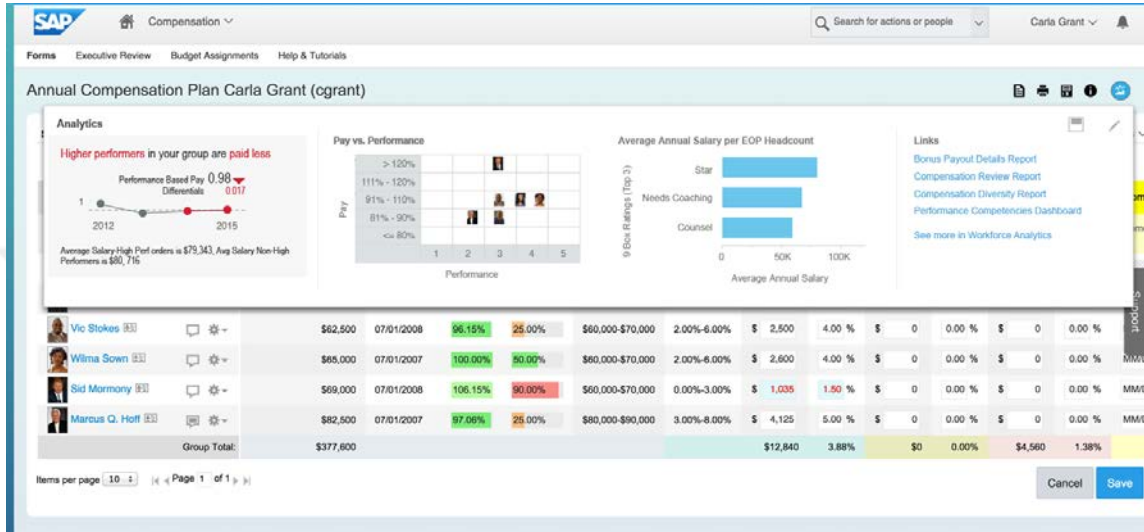 SAP Compensation Search for actions or people Carla Grant
Forms Executive Review Budget Assignments Help & Tutorials
Annual Compensation Plan Carla Grant (cgrant)
Analytics
Higher performers in your group are paid less
Performance Based Pay 0.98
Differentials 0.017
1
2012 2015
Average Salary-High Perf orders is $79,343, Avg Salary Non-High
Performers is $80, 716
Pay vs. Performance
Pay
> 120%
111% - 120%
91% - 110%
81% - 90%
<= 80%
1 2 3 4 5
Performance
Average Annual Salary per EOP Headcount
9 Box Ratings (Top 3)
Star
Needs Coaching
Counsel
0 50K 100K
Average Annual Salary
Links
Bonus Payout Details Report
Compensation Review Report
Compensation Diversity Report
Performance Competencies Dashboard
See more in Workforce Analytics
Support
Vic Stokes $62,500 07/01/2008 96.15% 25.00% $60,000-$70,000 2.00%-6.00% $ 2,500 4.00 % $ 0 0.00 % $ 0 0.00 %
Wilma Sown $65,000 07/01/2007 100.00% 50.00% $60,000-$70,000 2.00%-6.00% $ 2,600 4.00 % $ 0 0.00 % $ 0 0.00 % MM/
Sid Mormony $69,000 07/01/2008 106.15% 90.00% $60,000-$70,000 0.00%-3.00% $ 1,035 1.50 % $ 0 0.00 % $ 0 0.00 % MM/
Marcus Q. Hoff $82,500 07/01/2007 97.06% 25.00% $80,000-$90,000 3.00%-8.00% $ 4,125 5.00 % $ 0 0.00 % $ 0 0.00 % MM/
Group Total: $377,600 $12,840 3.88% $0 0.00% $4,560 1.38%
Items per page 10 Page 1 of 1
Cancel Save